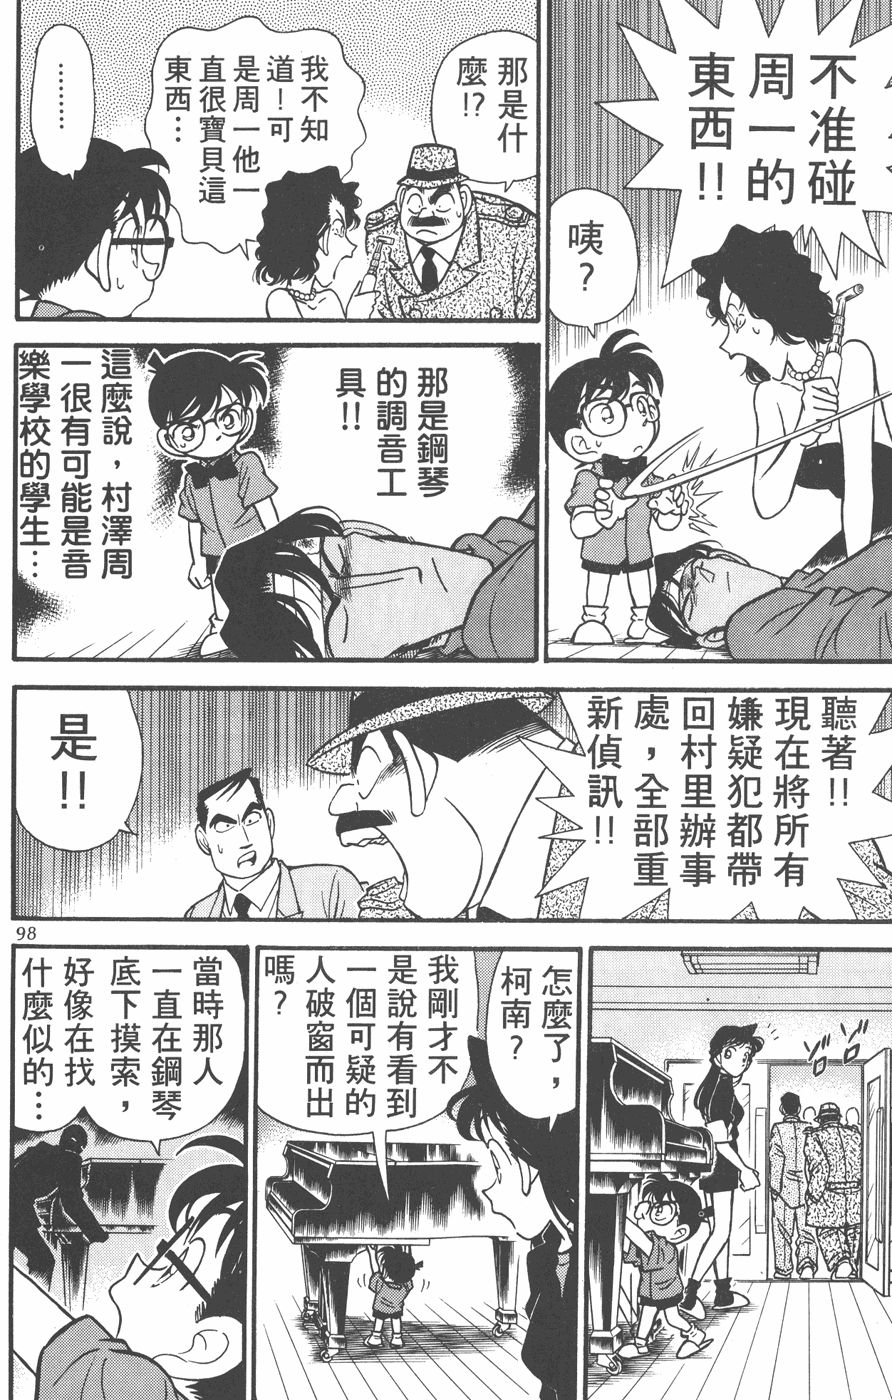 不准碰
周一的
東西!!
咦?
那是什
麼!?
我不知
道!可
是周一他一
直很寶貝這
東西…
………
那是鋼琴
的調音工
具!!
這麼說，村澤周
一很有可能是音
樂學校的學生…
聽著!!
現在將所有
嫌疑犯都帶
回村里辦事
處，全部重
新偵訊!!
是!!
98
ゾロ
ゾロ
怎麼了，
柯南?
我剛才不
是說有看到
一個可疑的
人破窗而出
嗎?
當時那人
一直在鋼琴
底下摸索，
好像在找
什麼似的…